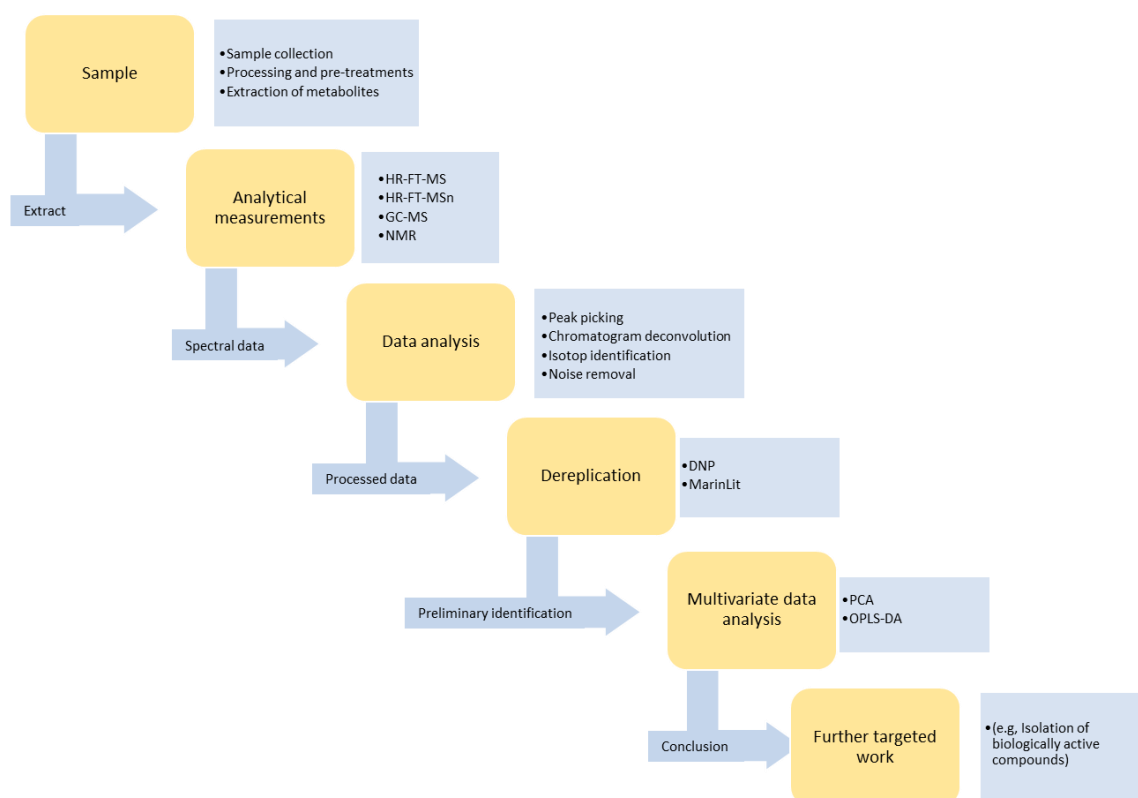 Sample
•Sample collection
•Processing and pre-treatments
•Extraction of metabolites
Extract
Analytical
measurements
•HR-FT-MS
•HR-FT-MSn
•GC-MS
•NMR
Spectral data
Data analysis
•Peak picking
•Chromatogram deconvolution
•Isotop identification
•Noise removal
Processed data
Dereplication
•DNP
•MarinLit
Preliminary identification
Multivariate data
analysis
•PCA
•OPLS-DA
Conclusion
Further targeted
work
•(e.g, Isolation of
biologically active
compounds)